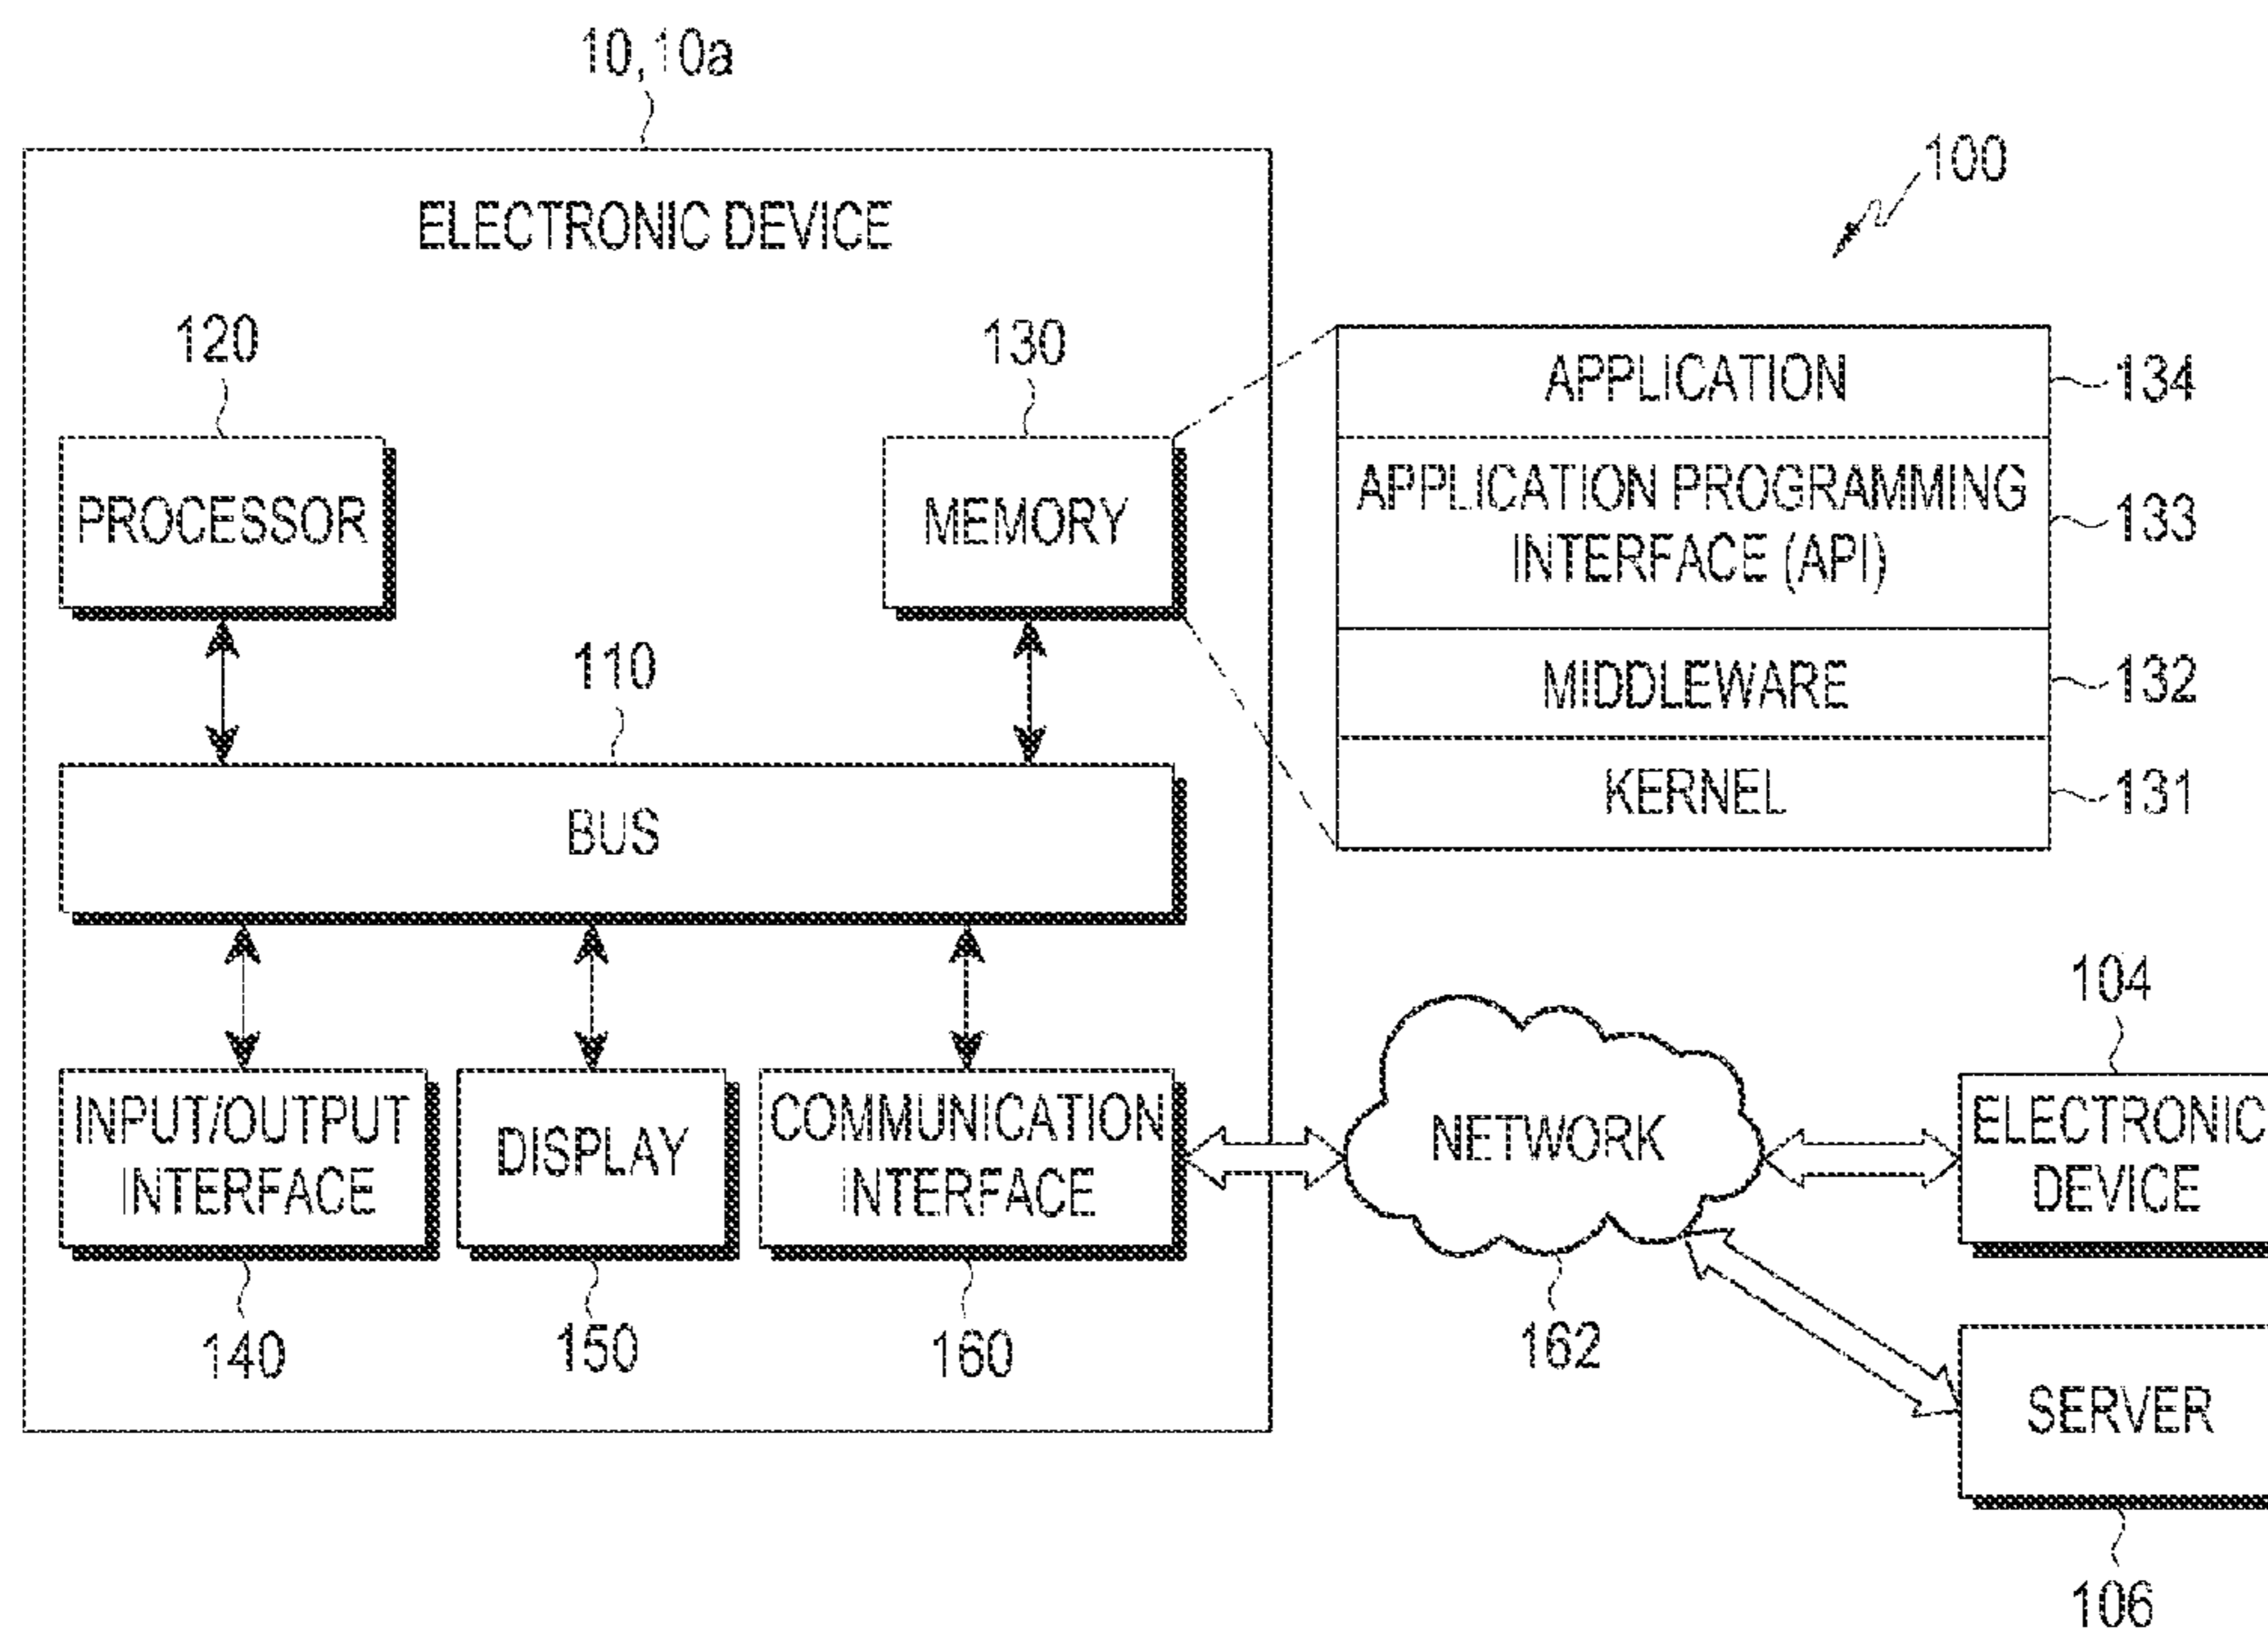 10, 10a
100
ELECTRONIC DEVICE
120
130
PROCESSOR
MEMORY
APPLICATION
134
APPLICATION PROGRAMMING
INTERFACE (API)
133
MIDDLEWARE
132
KERNEL
131
110
BUS
INPUT/OUTPUT
INTERFACE
DISPLAY
COMMUNICATION
INTERFACE
NETWORK
104
ELECTRONIC
DEVICE
140
150
160
162
SERVER
106